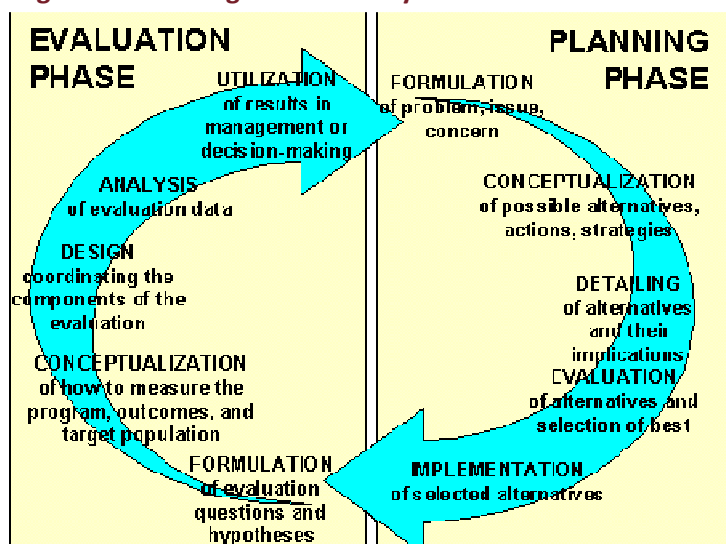 EVALUATION
PHASE
UTILIZATION
of results in
management or
decision-making
ANALYSIS
of evaluation data
DESIGN
coordinating the
components of the
evaluation
CONCEPTUALIZATION
of how to measure the
program, outcomes, and
target population
FORMULATION
of evaluation
questions and
hypotheses
PLANNING
PHASE
FORMULATION
of problem, issue,
concern
CONCEPTUALIZATION
of possible alternatives,
actions, strategies
DETAILING
of alternatives
and their
implications
EVALUATION
of alternatives and
selection of best
IMPLEMENTATION
of selected alternatives